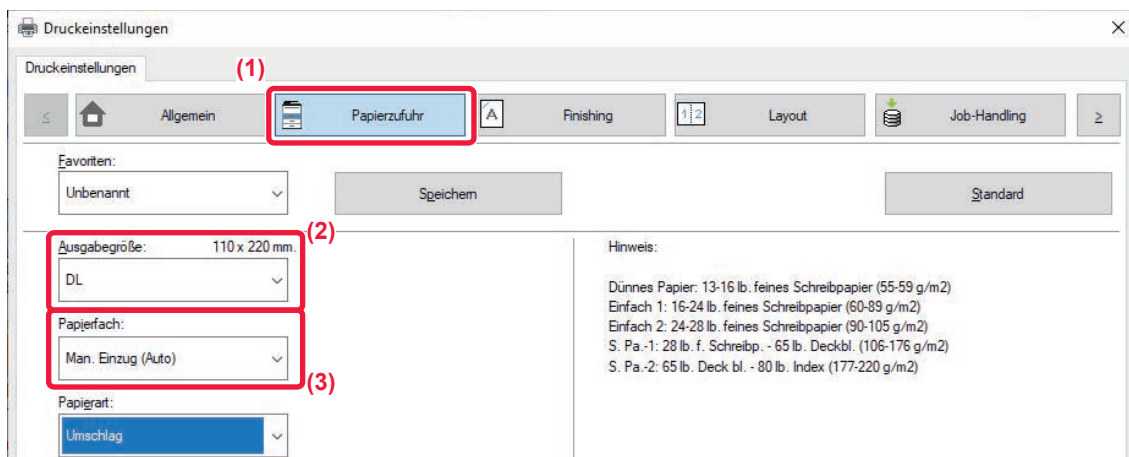 Druckeinstellungen
Druckeinstellungen
(1)
< Allgemein Papierzufuhr A Finishing 1 2 Layout Job-Handling >
Favoriten:
Unbenannt Speichern Standard
(2)
Ausgabegröße: 110 x 220 mm.
DL
Papierfach:
Man. Einzug (Auto)
(3)
Papierart:
Umschlag
Hinweis:
Dünnes Papier: 13-16 lb. feines Schreibpapier (55-59 g/m2)
Einfach 1: 16-24 lb. feines Schreibpapier (60-89 g/m2)
Einfach 2: 24-28 lb. feines Schreibpapier (90-105 g/m2)
S. Pa.-1: 28 lb. f. Schreibp. - 65 lb. Deckbl. (106-176 g/m2)
S. Pa.-2: 65 lb. Deck bl. - 80 lb. Index (177-220 g/m2)